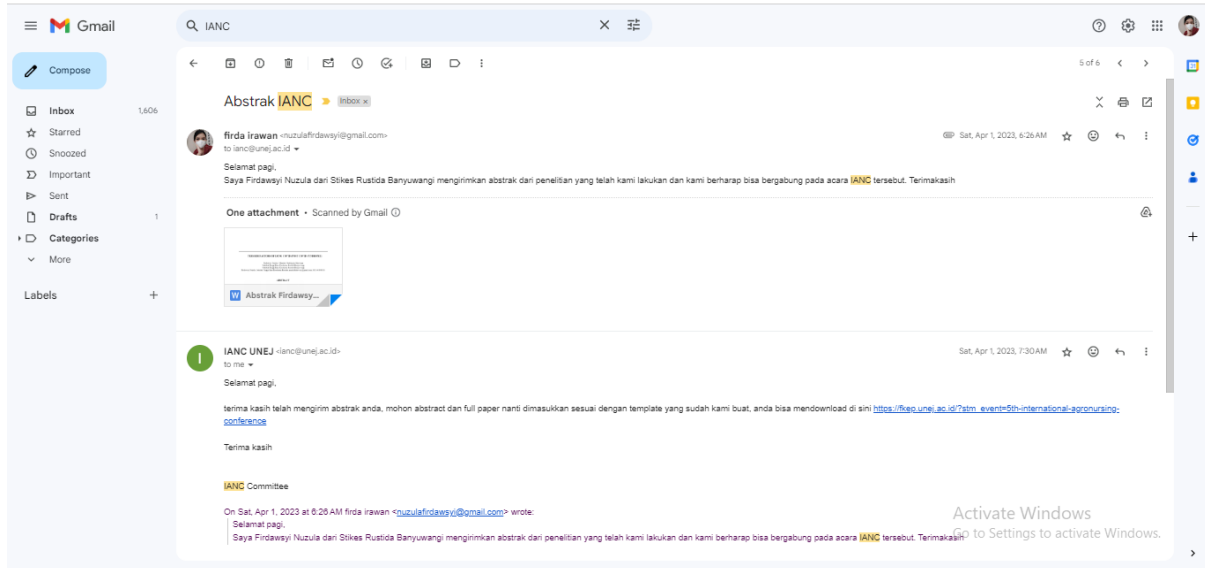 Gmail
IANC
Compose
Inbox 1,606
Starred
Snoozed
Important
Sent
Drafts 1
Categories
More
Labels
5 of 6
Abstrak IANC Inbox x
firda irawan <nuzulafirdawsyi@gmail.com>
Sat, Apr 1, 2023, 6:26 AM
to ianc@unej.ac.id
Selamat pagi,
Saya Firdawsyi Nuzula dari Stikes Rustida Banyuwangi mengirimkan abstrak dari penelitian yang telah kami lakukan dan kami berharap bisa bergabung pada acara IANC tersebut. Terimakasih
One attachment • Scanned by Gmail
W Abstrak Firdawsy...
I
IANC UNEJ <ianc@unej.ac.id>
Sat, Apr 1, 2023, 7:30 AM
to me
Selamat pagi,
terima kasih telah mengirim abstrak anda, mohon abstract dan full paper nanti dimasukkan sesuai dengan template yang sudah kami buat, anda bisa mendownload di sini https://fkep.unej.ac.id/?stm_event=5th-international-agronursing-
conference
Terima kasih
IANC Committee
On Sat, Apr 1, 2023 at 6:26 AM firda irawan <nuzulafirdawsyi@gmail.com> wrote:
Selamat pagi,
Saya Firdawsyi Nuzula dari Stikes Rustida Banyuwangi mengirimkan abstrak dari penelitian yang telah kami lakukan dan kami berharap bisa bergabung pada acara IANC tersebut. Terimakasih
Activate Windows
Go to Settings to activate Windows.